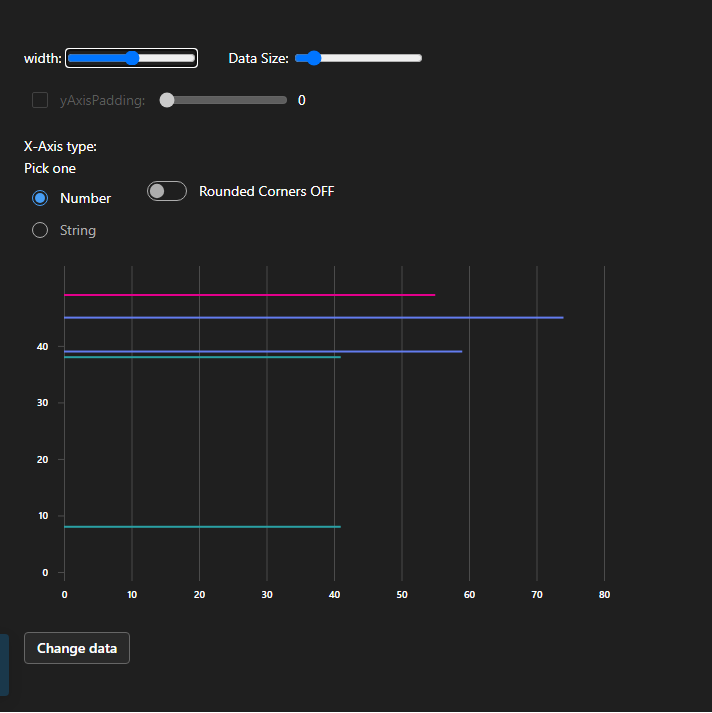 width: Data Size:
yAxisPadding: 0
X-Axis type:
Pick one
Number Rounded Corners OFF
String
40
30
20
10
0
0 10 20 30 40 50 60 70 80
Change data